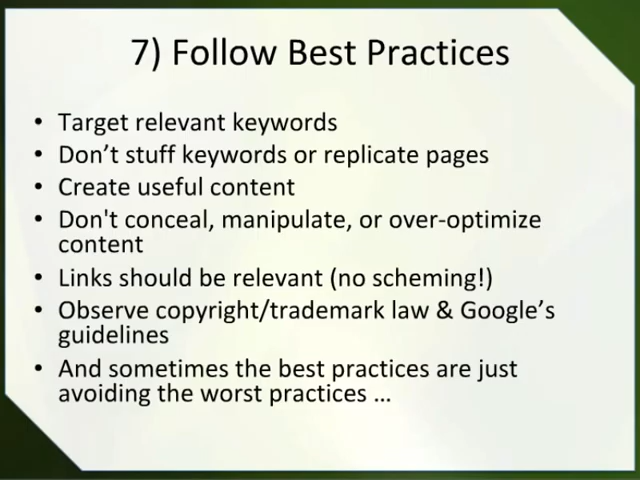 7) Follow Best Practices
• Target relevant keywords
• Don’t stuff keywords or replicate pages
• Create useful content
• Don't conceal, manipulate, or over-optimize
content
• Links should be relevant (no scheming!)
• Observe copyright/trademark law & Google’s
guidelines
• And sometimes the best practices are just
avoiding the worst practices …